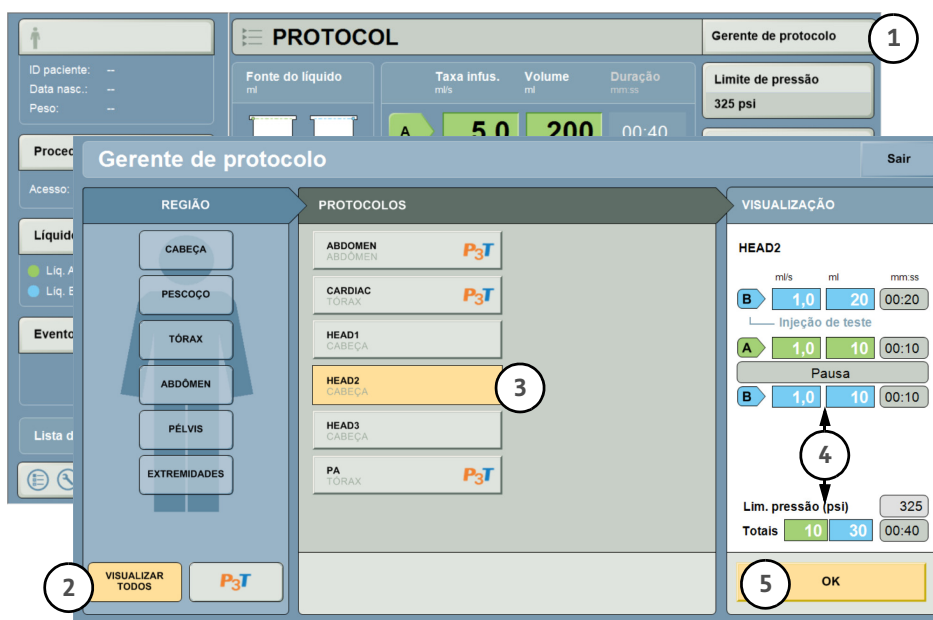 PROTOCOL
Gerente de protocolo
1
ID paciente: --
Data nasc.: --
Peso: --
Fonte do líquido
ml
Taxa infus. Volume Duração
ml/s ml mm:ss
A 5,0 200 00:40
Limite de pressão
325 psi
Proced
Acesso:
Líquid
Líq. A
Líq. B
Evento
Lista d
Gerente de protocolo
Sair
REGIÃO
PROTOCOLOS
VISUALIZAÇÃO
CABEÇA
PESCOÇO
TÓRAX
ABDÔMEN
PÉLVIS
EXTREMIDADES
VISUALIZAR
TODOS
2
P3T
ABDOMEN
ABDÔMEN
P3T
CARDIAC
TÓRAX
P3T
HEAD1
CABEÇA
HEAD2
CABEÇA
3
HEAD3
CABEÇA
PA
TÓRAX
P3T
HEAD2
ml/s ml mm:ss
B 1,0 20 00:20
Injeção de teste
A 1,0 10 00:10
Pausa
B 1,0 10 00:10
4
Lim. pressão (psi) 325
Totais 10 30 00:40
5
OK